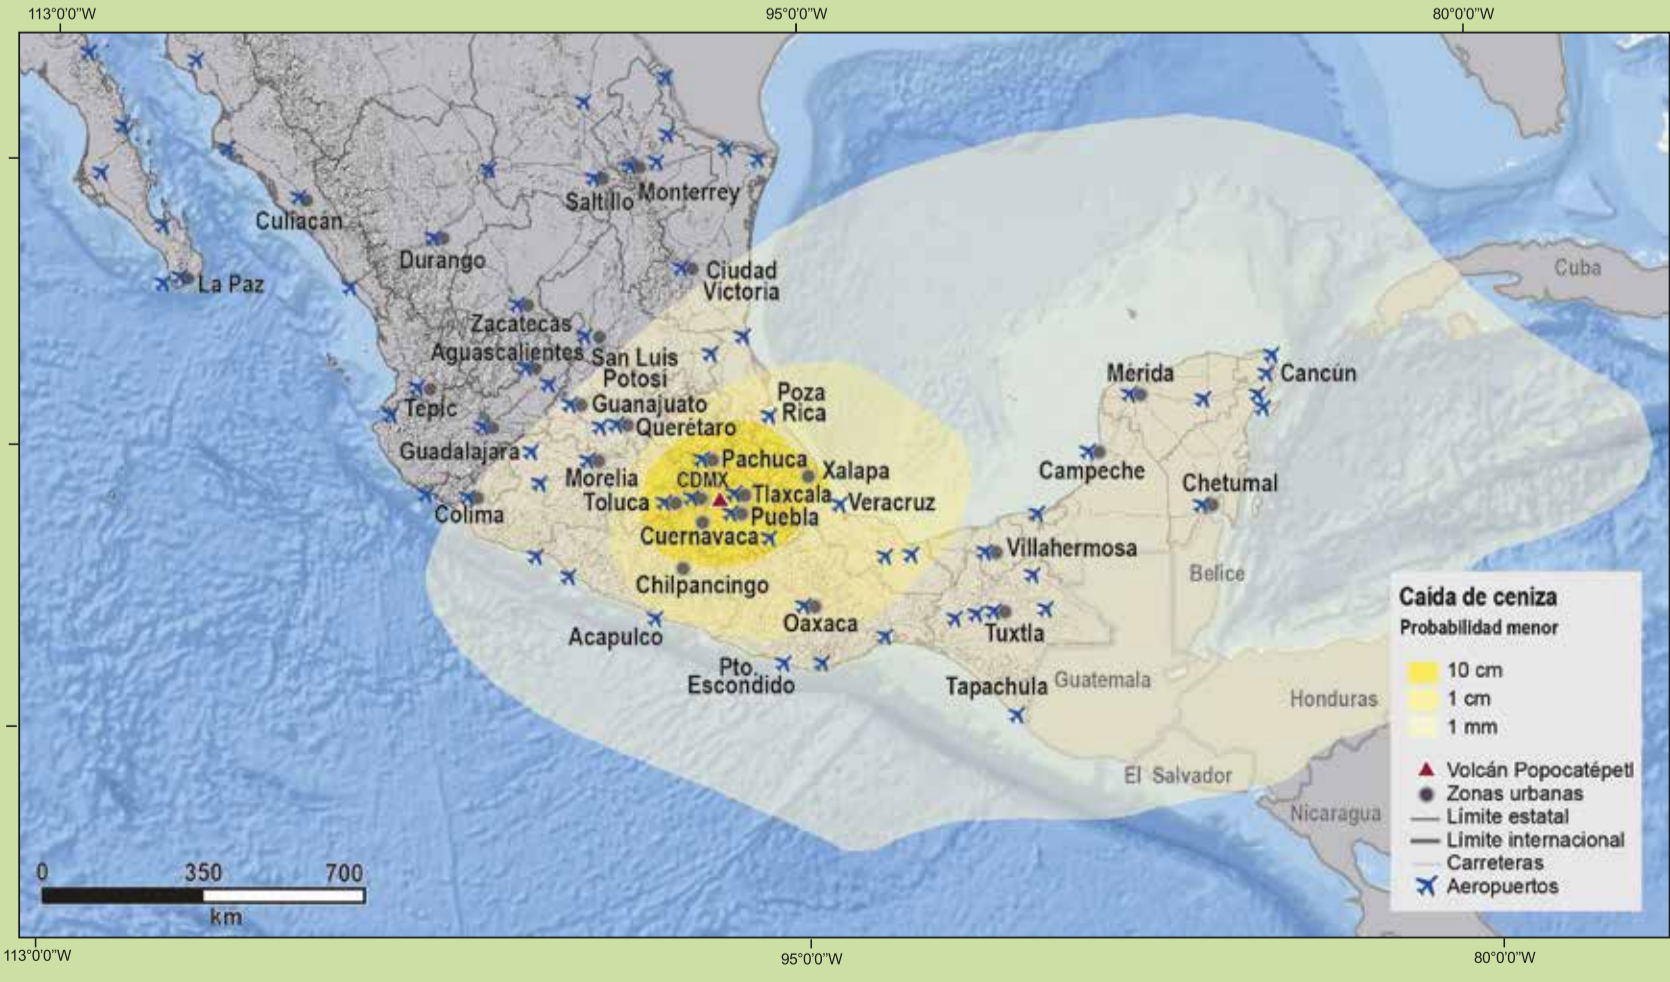 113°0'0"W
95°0'0"W
80°0'0"W
Culiacán
La Paz
Durango
Saltillo
Monterrey
Ciudad
Victoria
Zacatecas
Aguascalientes
San Luis
Potosí
Tepic
Guanajuato
Querétaro
Guadalajara
Poza
Rica
Morelia
Pachuca
CDMX
Xalapa
Toluca
Tlaxcala
Veracruz
Puebla
Colima
Cuernavaca
Chilpancingo
Acapulco
Oaxaca
Pto.
Escondido
Villahermosa
Tuxtla
Tapachula
Mérida
Cancún
Campeche
Chetumal
Cuba
Belice
Guatemala
Honduras
El Salvador
Nicaragua
Caída de ceniza
Probabilidad menor
10 cm
1 cm
1 mm
Volcán Popocatépetl
Zonas urbanas
Límite estatal
Límite internacional
Carreteras
Aeropuertos
0 350 700
km
113°0'0"W
95°0'0"W
80°0'0"W